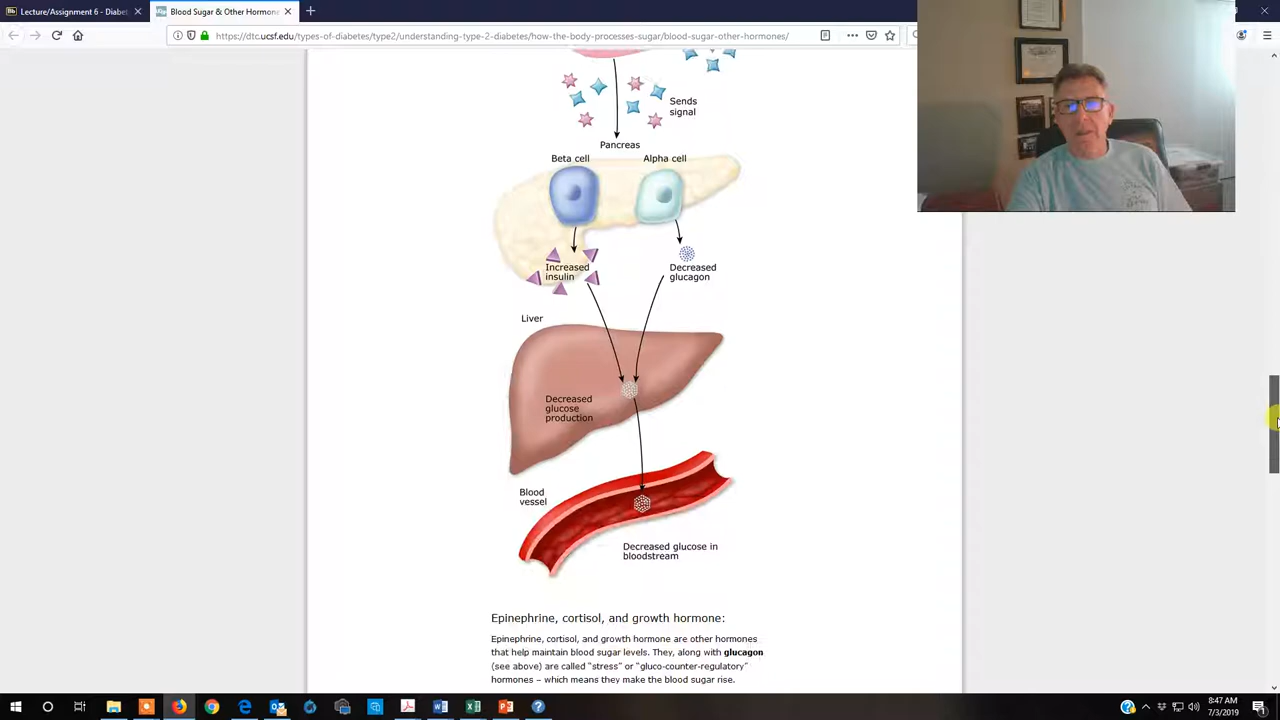 Lecture/Assignment 6 - Diabet
Blood Sugar & Other Hormone
https://dtc.ucsf.edu/types-of-diabetes/type2/understanding-type-2-diabetes/how-the-body-processes-sugar/blood-sugar-other-hormones/
Sends
signal
Pancreas
Beta cell
Alpha cell
Increased
insulin
Decreased
glucagon
Liver
Decreased
glucose
production
Blood
vessel
Decreased glucose in
bloodstream
Epinephrine, cortisol, and growth hormone:
Epinephrine, cortisol, and growth hormone are other hormones
that help maintain blood sugar levels. They, along with glucagon
(see above) are called “stress” or “gluco-counter-regulatory”
hormones – which means they make the blood sugar rise.
8:47 AM
7/3/2019